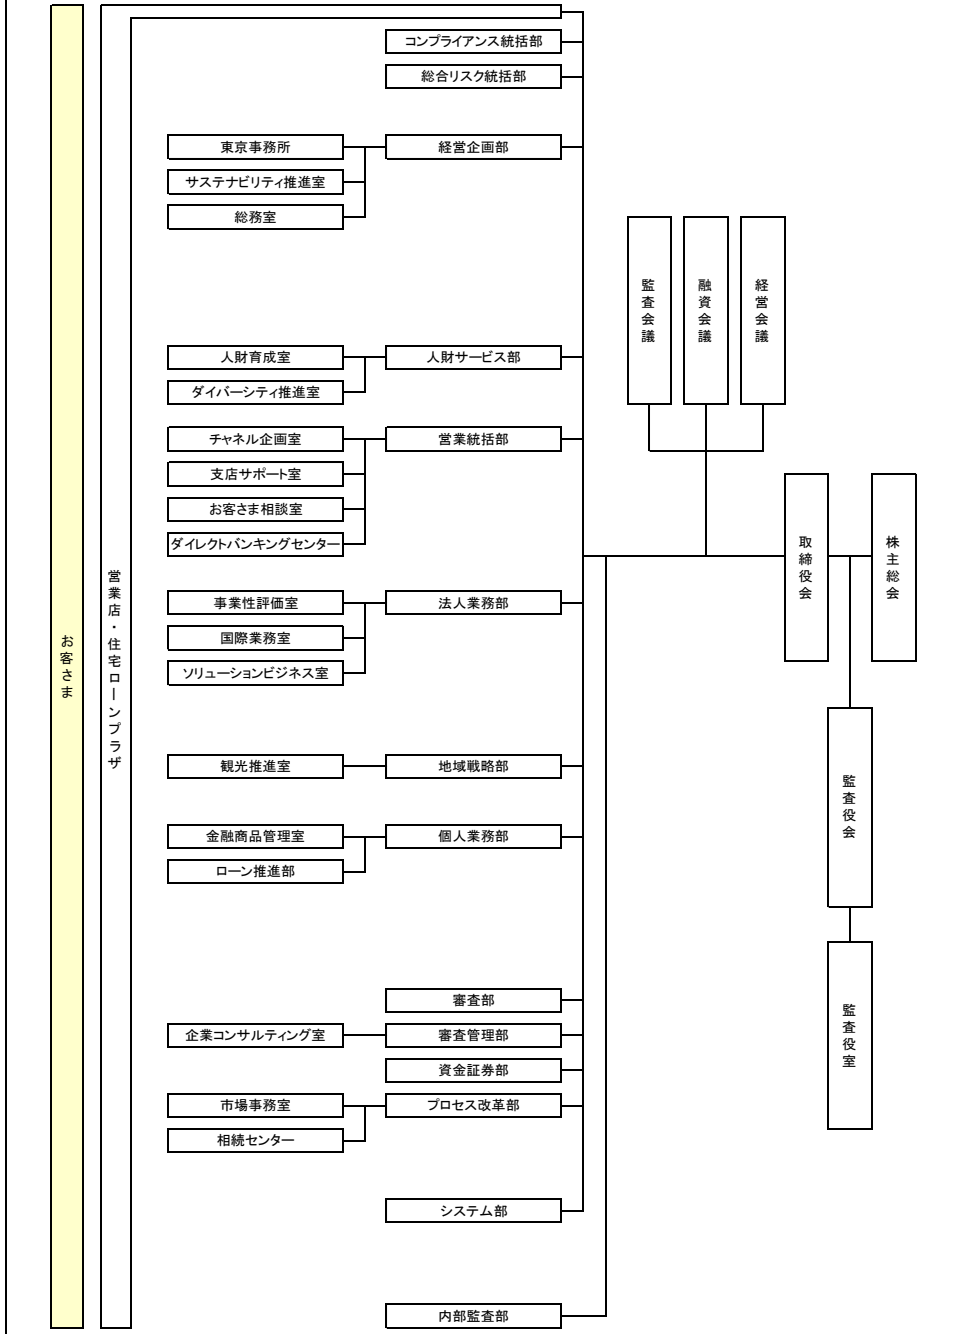 コンプライアンス統括部
総合リスク統括部
東京事務所
経営企画部
サステナビリティ推進室
総務室
監査会議
融資会議
経営会議
人財育成室
人財サービス部
ダイバーシティ推進室
チャネル企画室
営業統括部
支店サポート室
お客さま相談室
ダイレクトバンキングセンター
取締役会
株主総会
お客さま
営業店・住宅ローンプラザ
事業性評価室
法人業務部
国際業務室
ソリューションビジネス室
観光推進室
地域戦略部
監査役会
金融商品管理室
個人業務部
ローン推進部
審査部
企業コンサルティング室
審査管理部
監査役室
資金証券部
市場事務室
プロセス改革部
相続センター
システム部
内部監査部